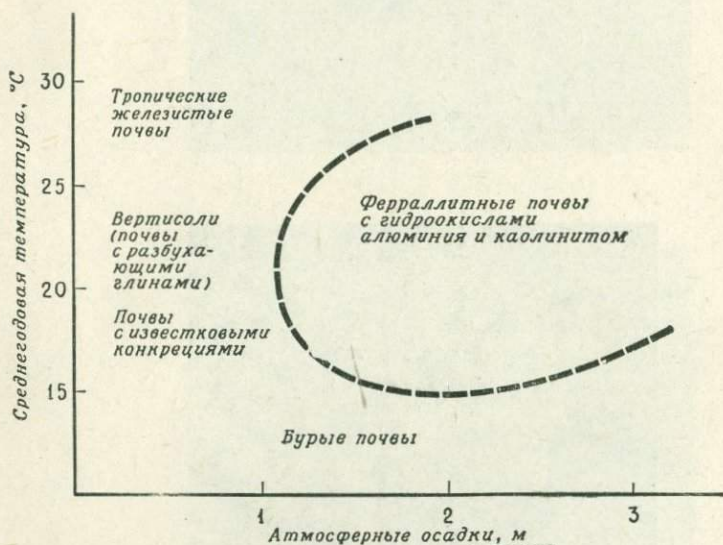 Среднегодовая температура, °С
30
25
20
15
Тропические
железистые
почвы
Вертисоли
(почвы
с разбуха-
ющими
глинами)
Почвы
с известковыми
конкрециями
Ферраллитные почвы
с гидроокислами
алюминия и каолинитом
Бурые почвы
1
2
3
Атмосферные осадки, м